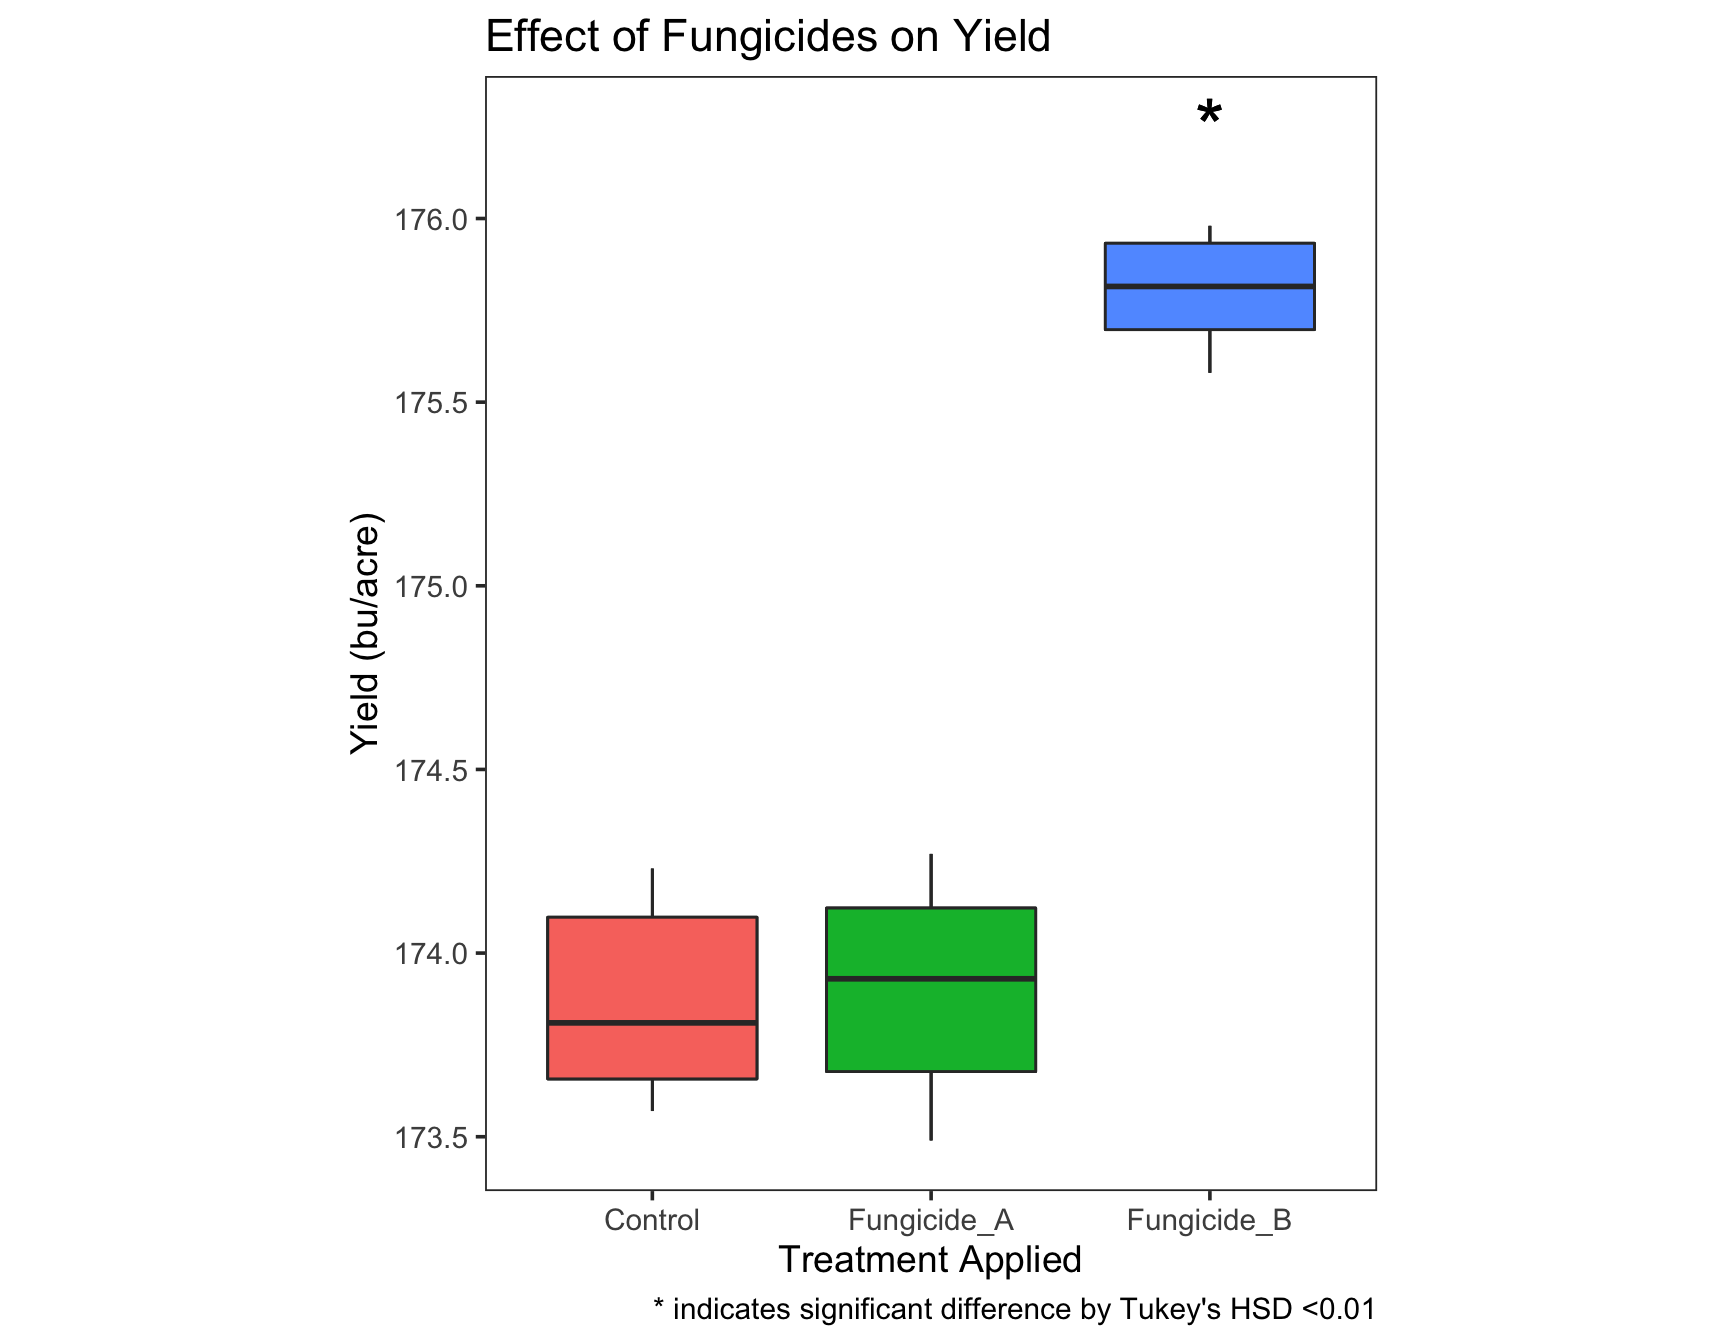 Effect of Fungicides on Yield
*
176.0
175.5
175.0
174.5
174.0
173.5
Yield (bu/acre)
Control Fungicide_A Fungicide_B
Treatment Applied
* indicates significant difference by Tukey's HSD <0.01